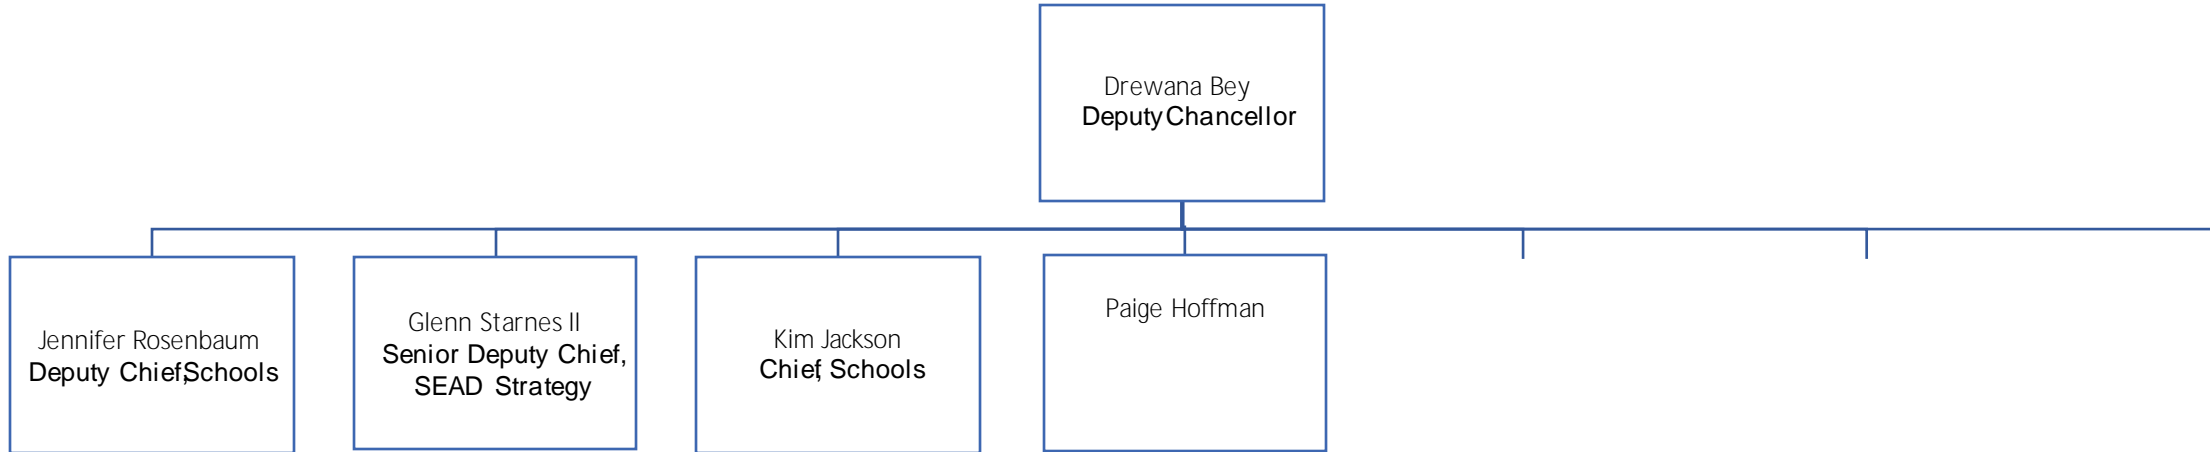 Drewana Bey
Deputy Chancellor
Jennifer Rosenbaum
Deputy Chief, Schools
Glenn Starnes II
Senior Deputy Chief,
SEAD Strategy
Kim Jackson
Chief, Schools
Paige Hoffman